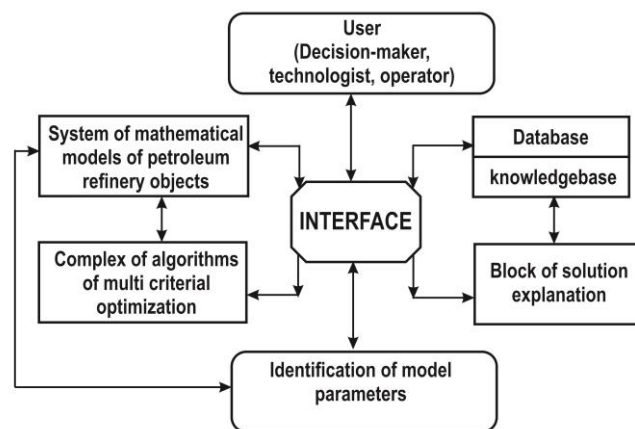 User
(Decision-maker,
technologist, operator)
System of mathematical
models of petroleum
refinery objects
Database
knowledgebase
INTERFACE
Complex of algorithms
of multi criterial
optimization
Block of solution
explanation
Identification of model
parameters